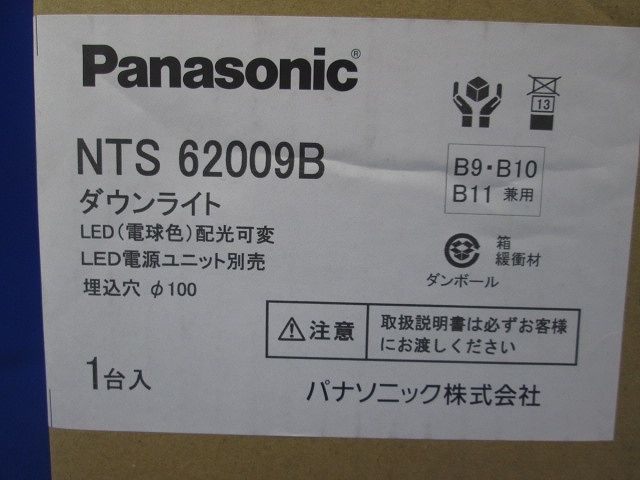 Panasonic®
NTS 62009B
ダウンライト
LED（電球色）配光可変
LED電源ユニット別売
埋込穴 φ100
1台入
13
B9・B10
B11 兼用
箱
緩衝材
ダンボール
注意
取扱説明書は必ずお客様
にお渡しください
パナソニック株式会社